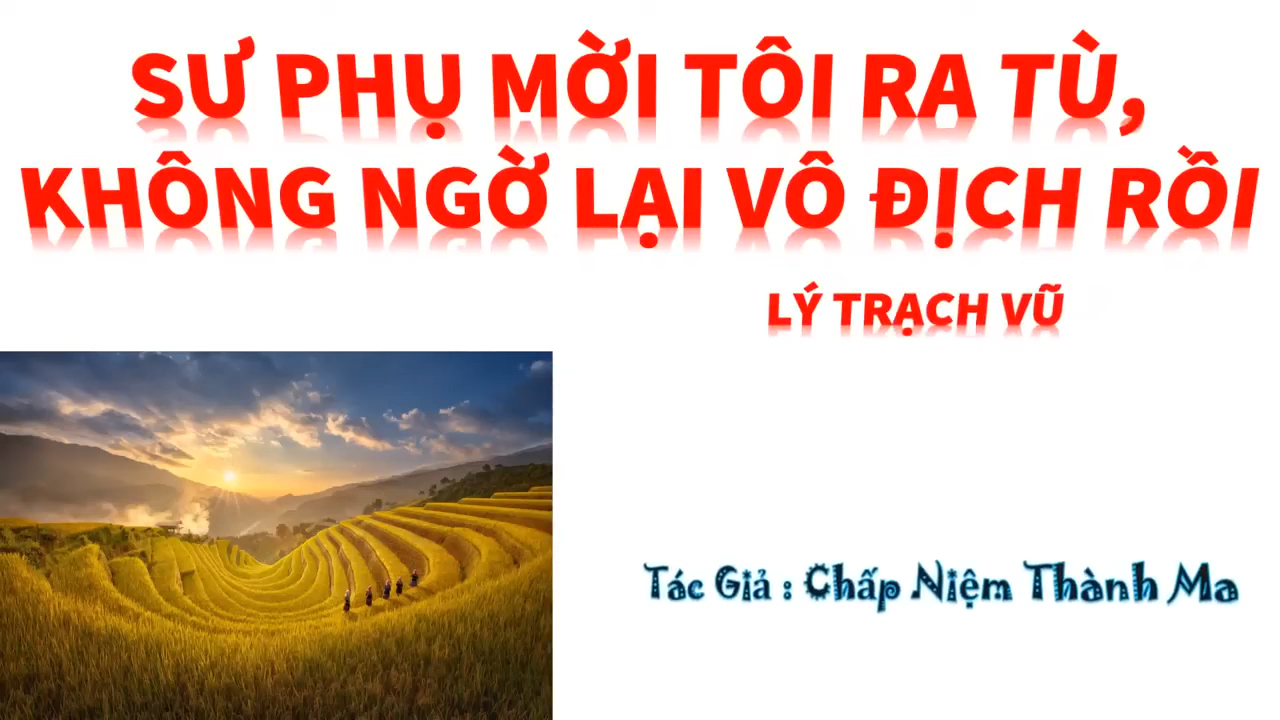 SƯ PHỤ MỜI TÔI RA TÙ,
KHÔNG NGỜ LẠI VÔ ĐỊCH RỒI
LÝ TRẠCH VŨ
Tác Giả : Chấp Niệm Thành Ma